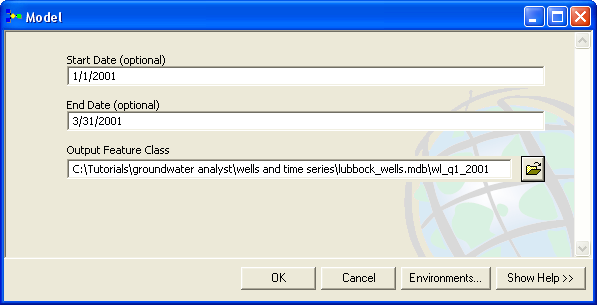 Model
Start Date (optional)
1/1/2001
End Date (optional)
3/31/2001
Output Feature Class
C:\Tutorials\groundwater analyst\wells and time series\lubbock_wells.mdb\wl_q1_2001
OK
Cancel
Environments...
Show Help >>